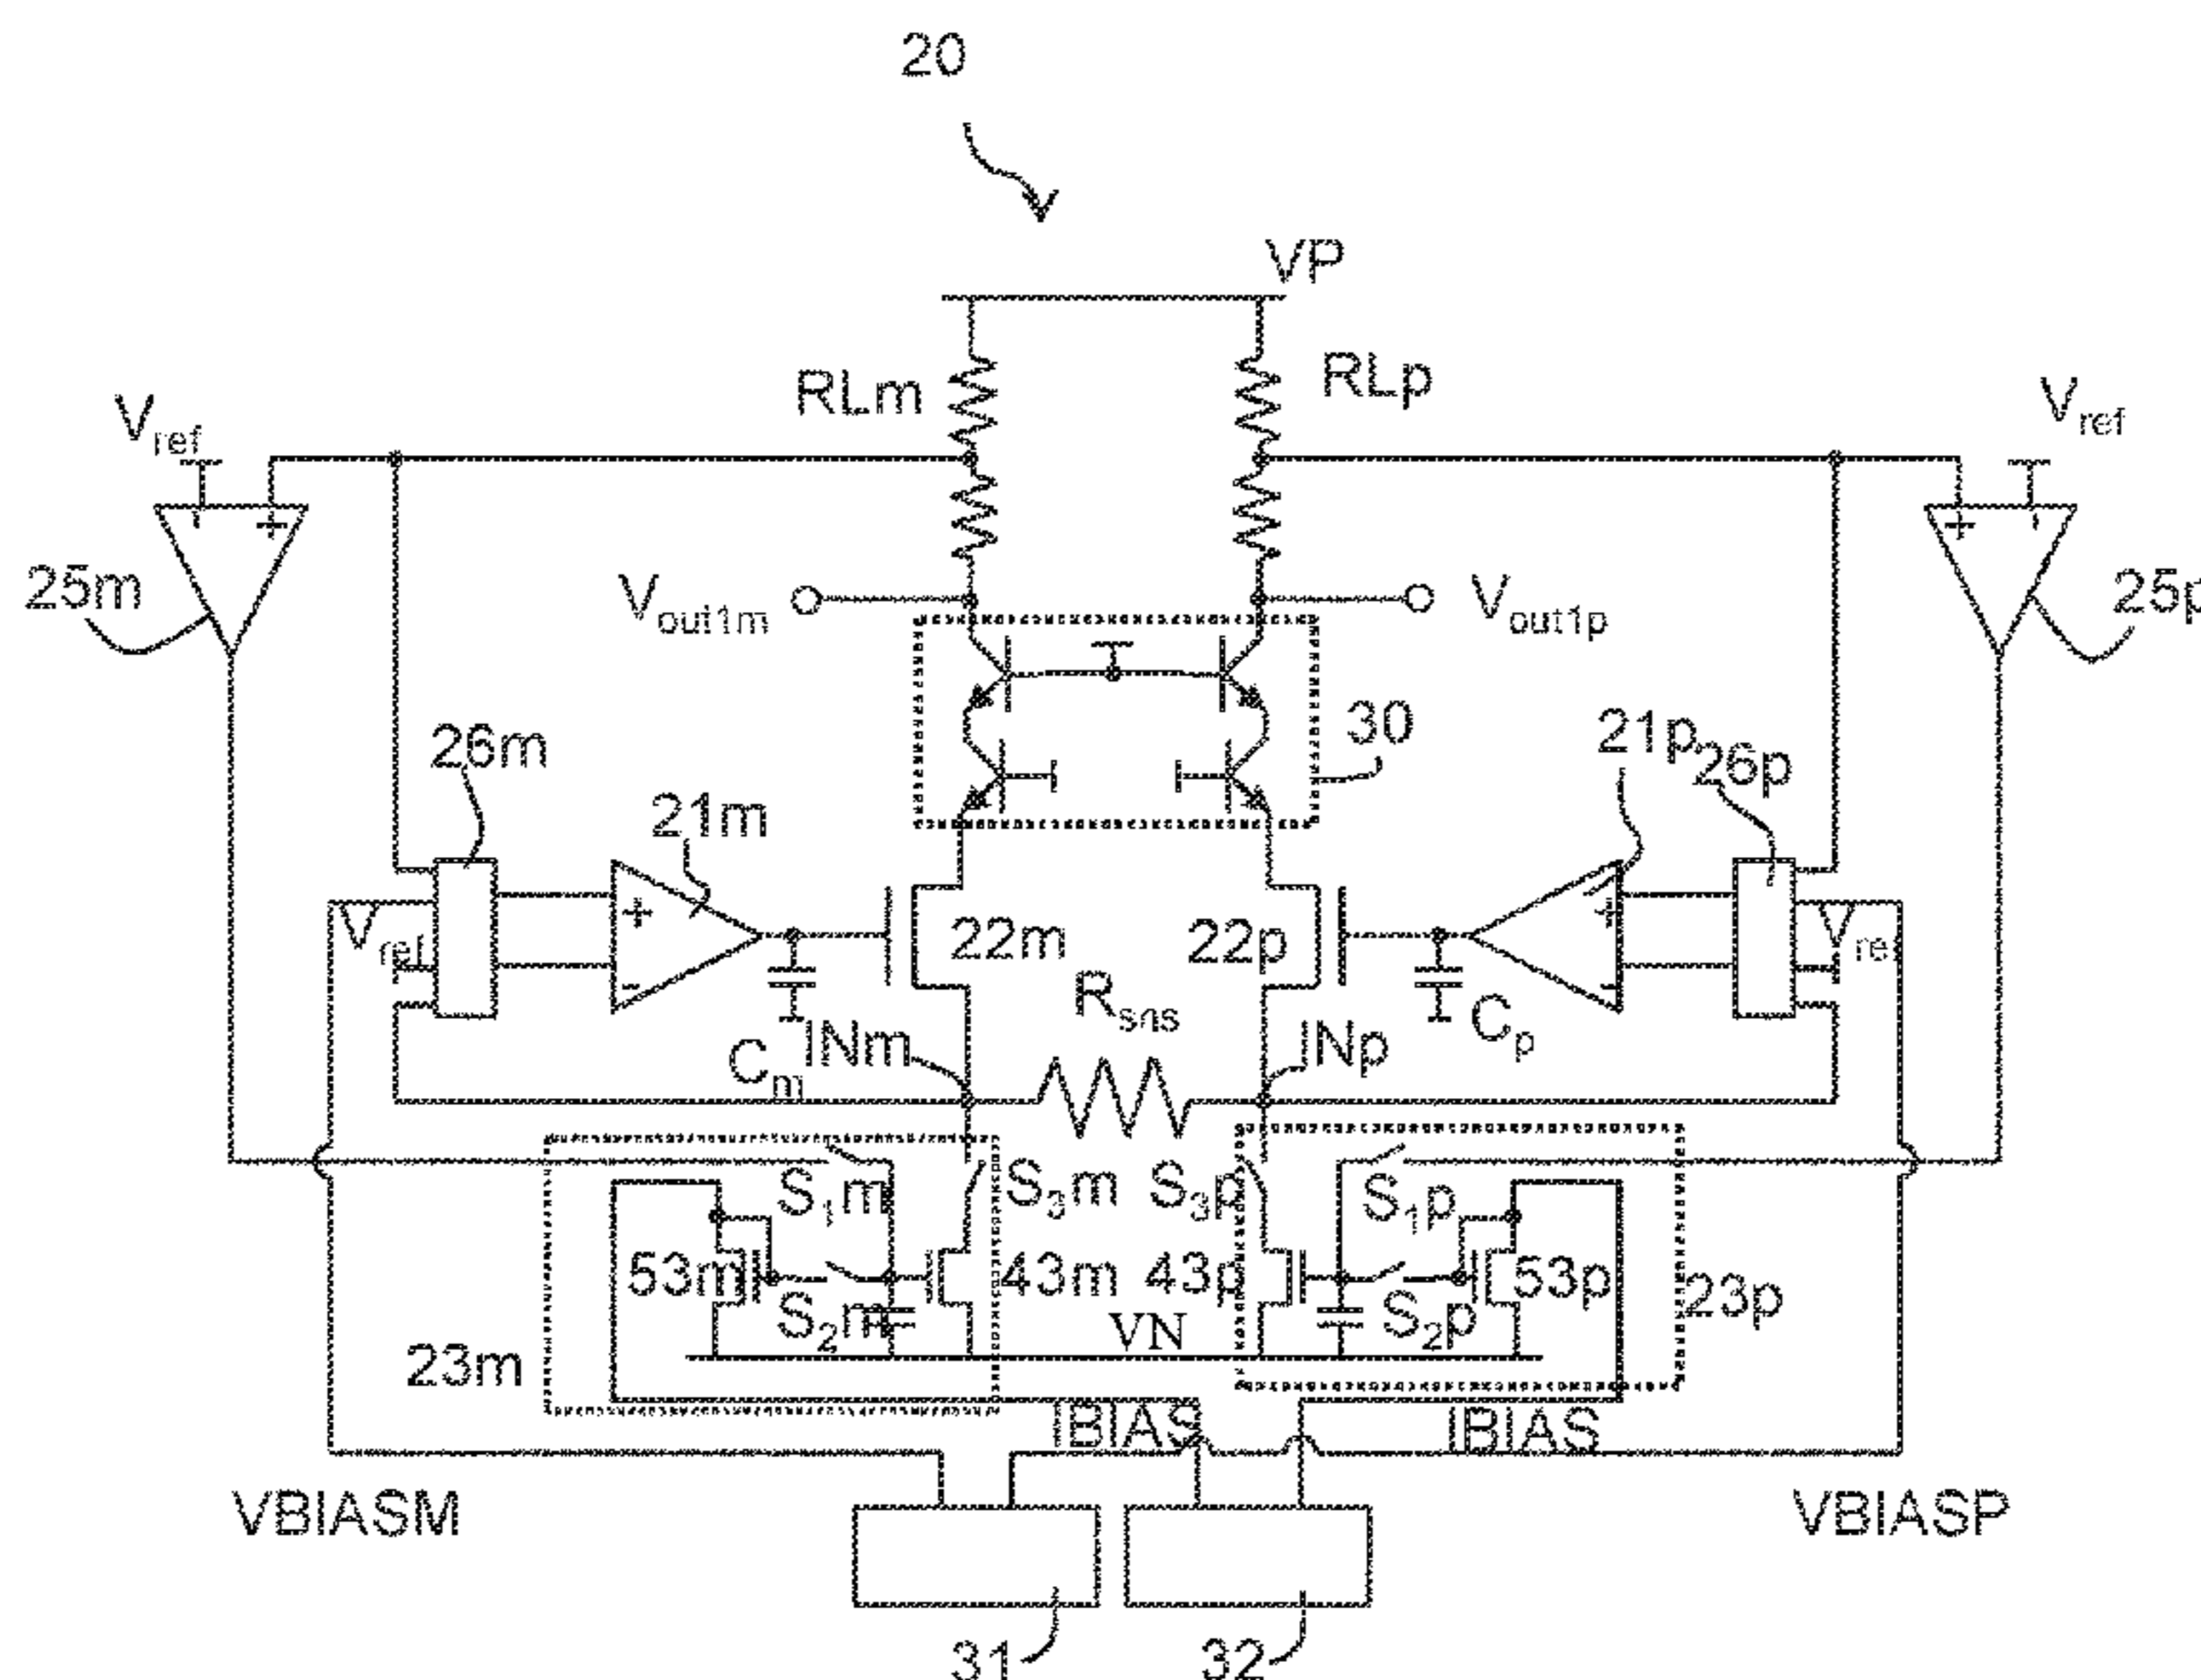 20
VP
RLm
RLp
Vref
Vref
25m
Vout1m
Vout1p
25p
26m
30
21p
26p
21m
+
-
+
-
-
+
+
-
Vref
22m
22p
Vre
Rsns
Cm
INm
INp
Cp
S1m
S3m
S3p
S1p
53m
43m
43p
53p
S2m
VN
S2p
23p
23m
IBIAS
IBIAS
VBIASM
VBIASP
31
32